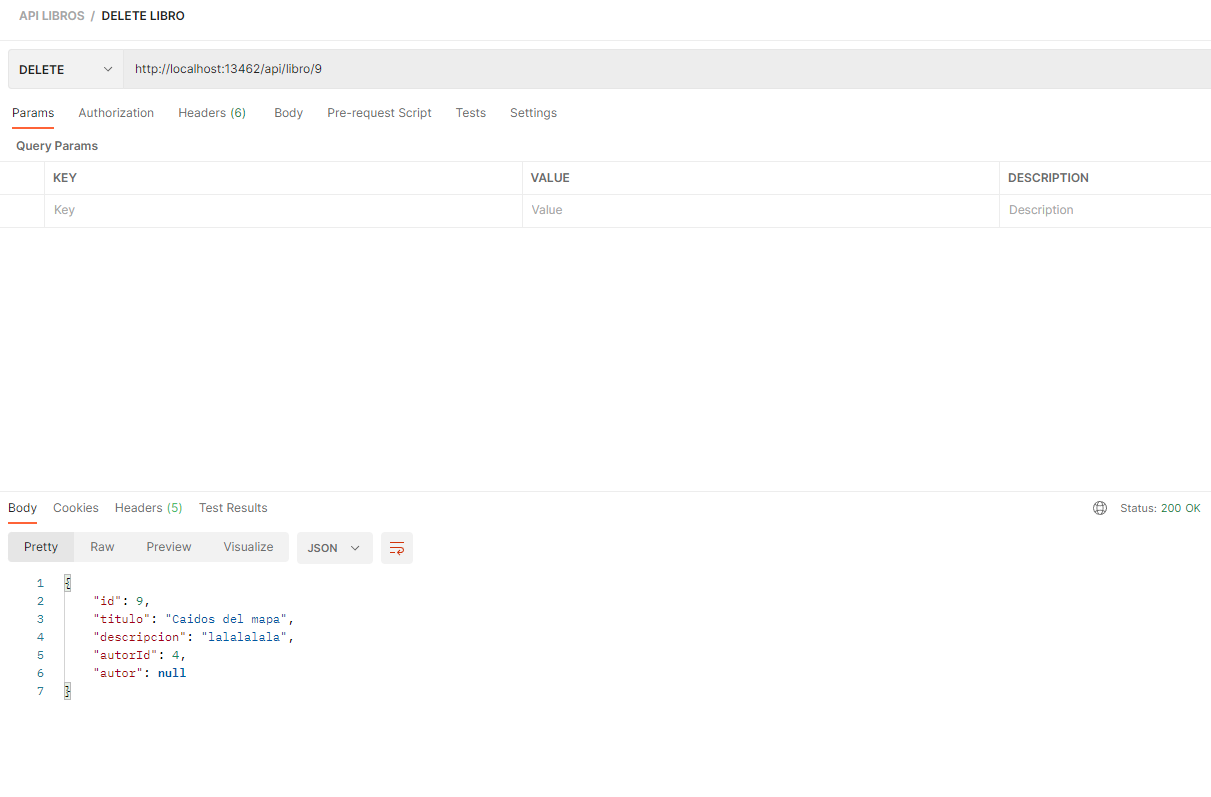 API LIBROS / DELETE LIBRO
DELETE http://localhost:13462/api/libro/9
Params Authorization Headers (6) Body Pre-request Script Tests Settings
Query Params
KEY VALUE DESCRIPTION
Key Value Description
Body Cookies Headers (5) Test Results Status: 200 OK
Pretty Raw Preview Visualize JSON
1 {
2 "id": 9,
3 "titulo": "Caidos del mapa",
4 "descripcion": "lalalalala",
5 "autorId": 4,
6 "autor": null
7 }